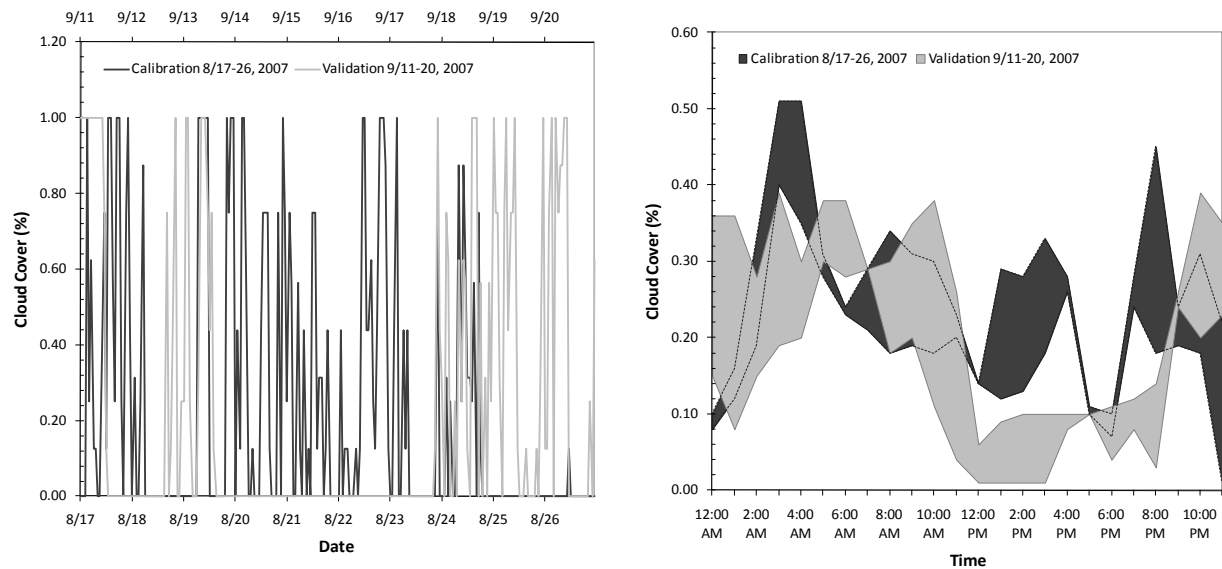 9/11 9/12 9/13 9/14 9/15 9/16 9/17 9/18 9/19 9/20
1.20
Calibration 8/17-26, 2007 Validation 9/11-20, 2007
1.00
0.80
0.60
0.40
0.20
0.00
Cloud Cover (%)
8/17 8/18 8/19 8/20 8/21 8/22 8/23 8/24 8/25 8/26
Date
0.60
Calibration 8/17-26, 2007 Validation 9/11-20, 2007
0.50
0.40
0.30
0.20
0.10
0.00
Cloud Cover (%)
12:00 2:00 4:00 6:00 8:00 10:00 12:00 2:00 4:00 6:00 8:00 10:00
AM AM AM AM AM AM PM PM PM PM PM PM
Time